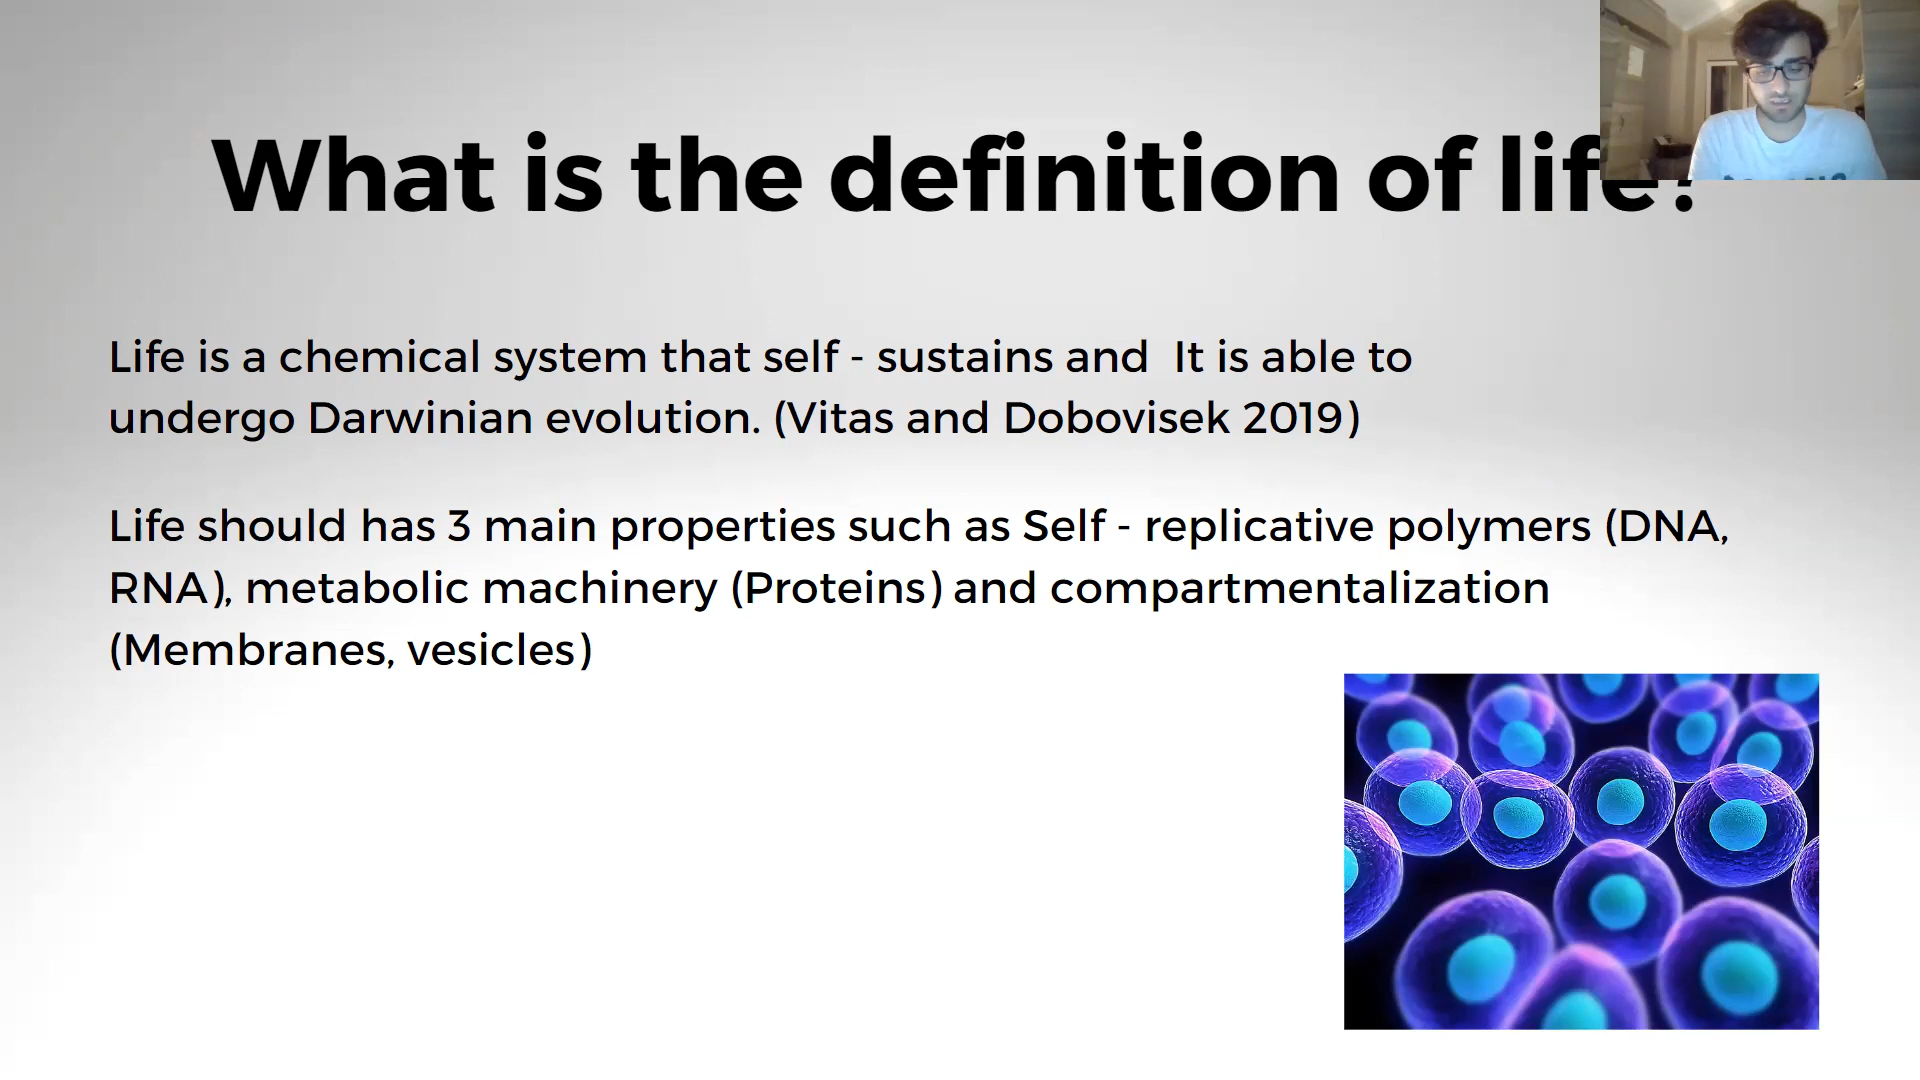 What is the definition of life?
Life is a chemical system that self - sustains and  It is able to
undergo Darwinian evolution. (Vitas and Dobovisek 2019)
Life should has 3 main properties such as Self - replicative polymers (DNA,
RNA), metabolic machinery (Proteins) and compartmentalization
(Membranes, vesicles)